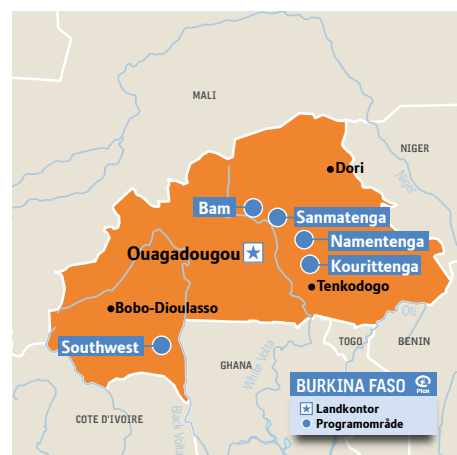 MALI
NIGER
Niger
Dori
Bam
Sanmatenga
Namentenga
Ouagadougou
Kourittenga
Tenkodogo
Bobo-Dioulasso
Oti
Southwest
TOGO
BENIN
GHANA
White Volta
BURKINA FASO
Plan
Landkontor
COTE D'IVOIRE
Black Volta
Programområde